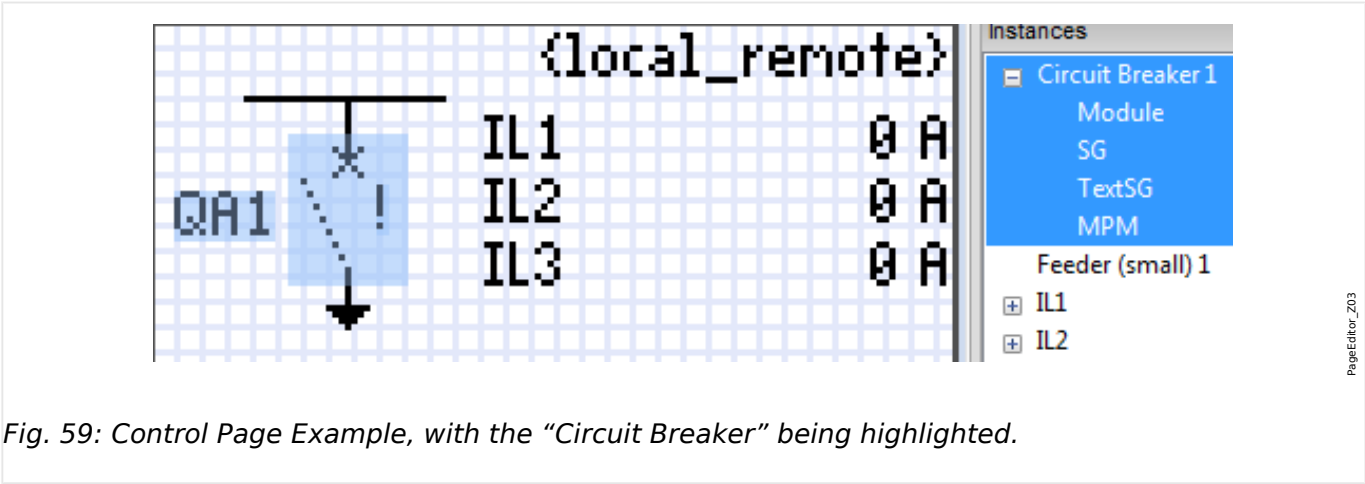 {local_remote}
IL1 0 A
QA1 ! IL2 0 A
IL3 0 A
Instances
Circuit Breaker 1
Module
SG
TextSG
MPM
Feeder (small) 1
IL1
IL2
PageEditor_Z03
Fig. 59: Control Page Example, with the “Circuit Breaker” being highlighted.